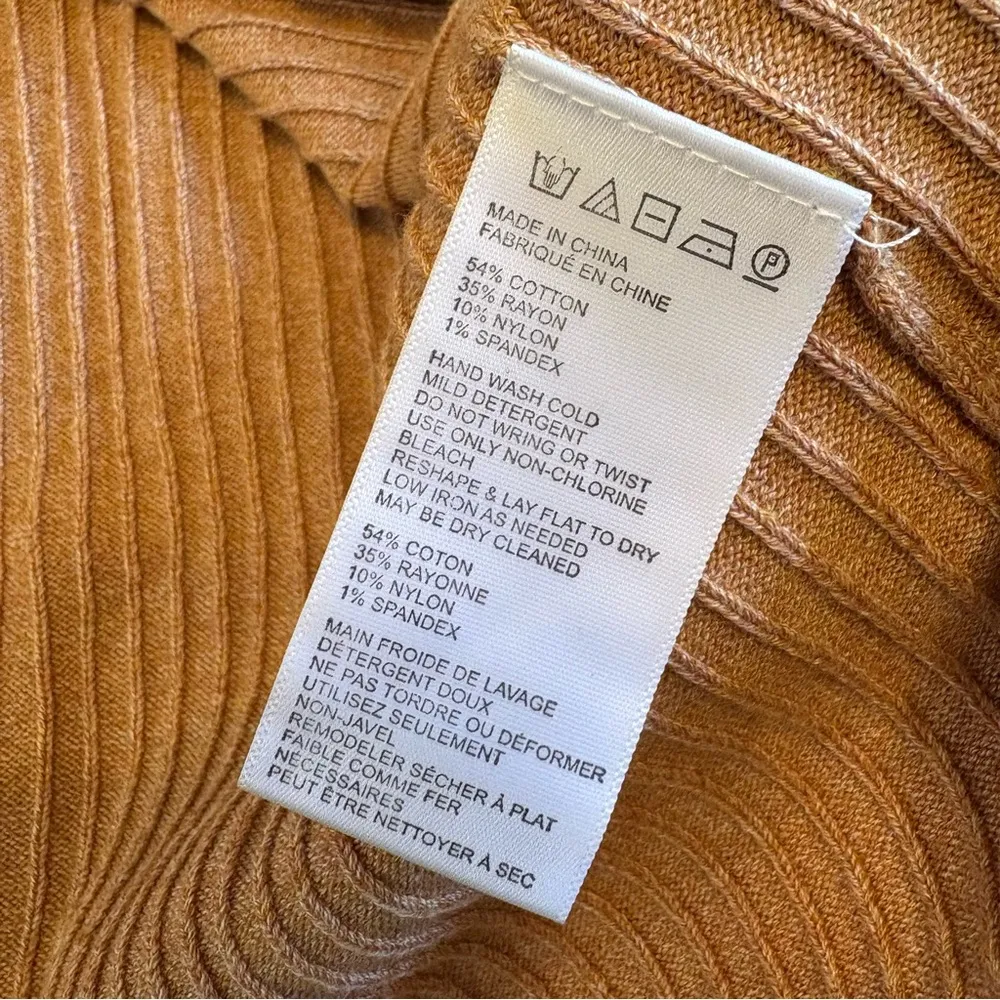 P
MADE IN CHINA
FABRIQUÉ EN CHINE
54% COTTON
35% RAYON
10% NYLON
1% SPANDEX
HAND WASH COLD
MILD DETERGENT
DO NOT WRING OR TWIST
USE ONLY NON-CHLORINE
BLEACH
RESHAPE & LAY FLAT TO DRY
LOW IRON AS NEEDED
MAY BE DRY CLEANED
54% COTON
35% RAYONNE
10% NYLON
1% SPANDEX
MAIN FROIDE DE LAVAGE
DÉTERGENT DOUX
NE PAS TORDRE OU DÉFORMER
UTILISEZ SEULEMENT
NON-JAVEL
REMODELER SÉCHER À PLAT
FAIBLE COMME FER
NÉCESSAIRES
PEUT ÊTRE NETTOYER À SEC